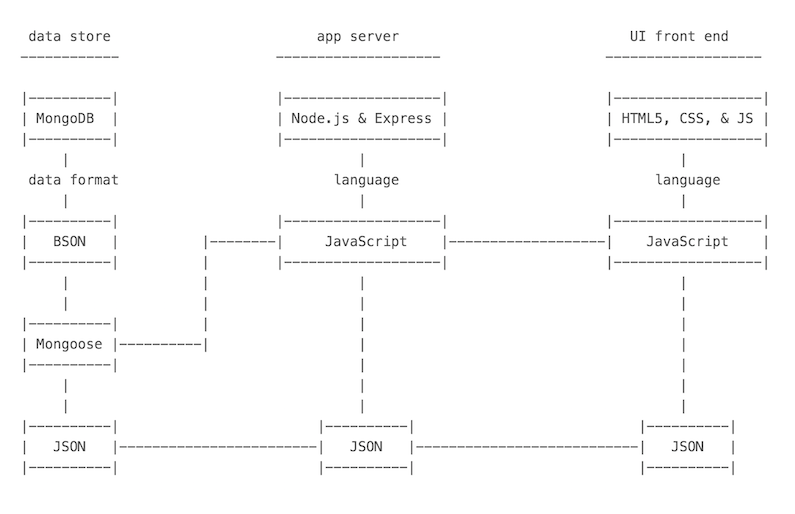 data store app server UI front end
MongoDB Node.js & Express HTML5, CSS, & JS
data format language language
BSON JavaScript JavaScript
Mongoose
JSON JSON JSON